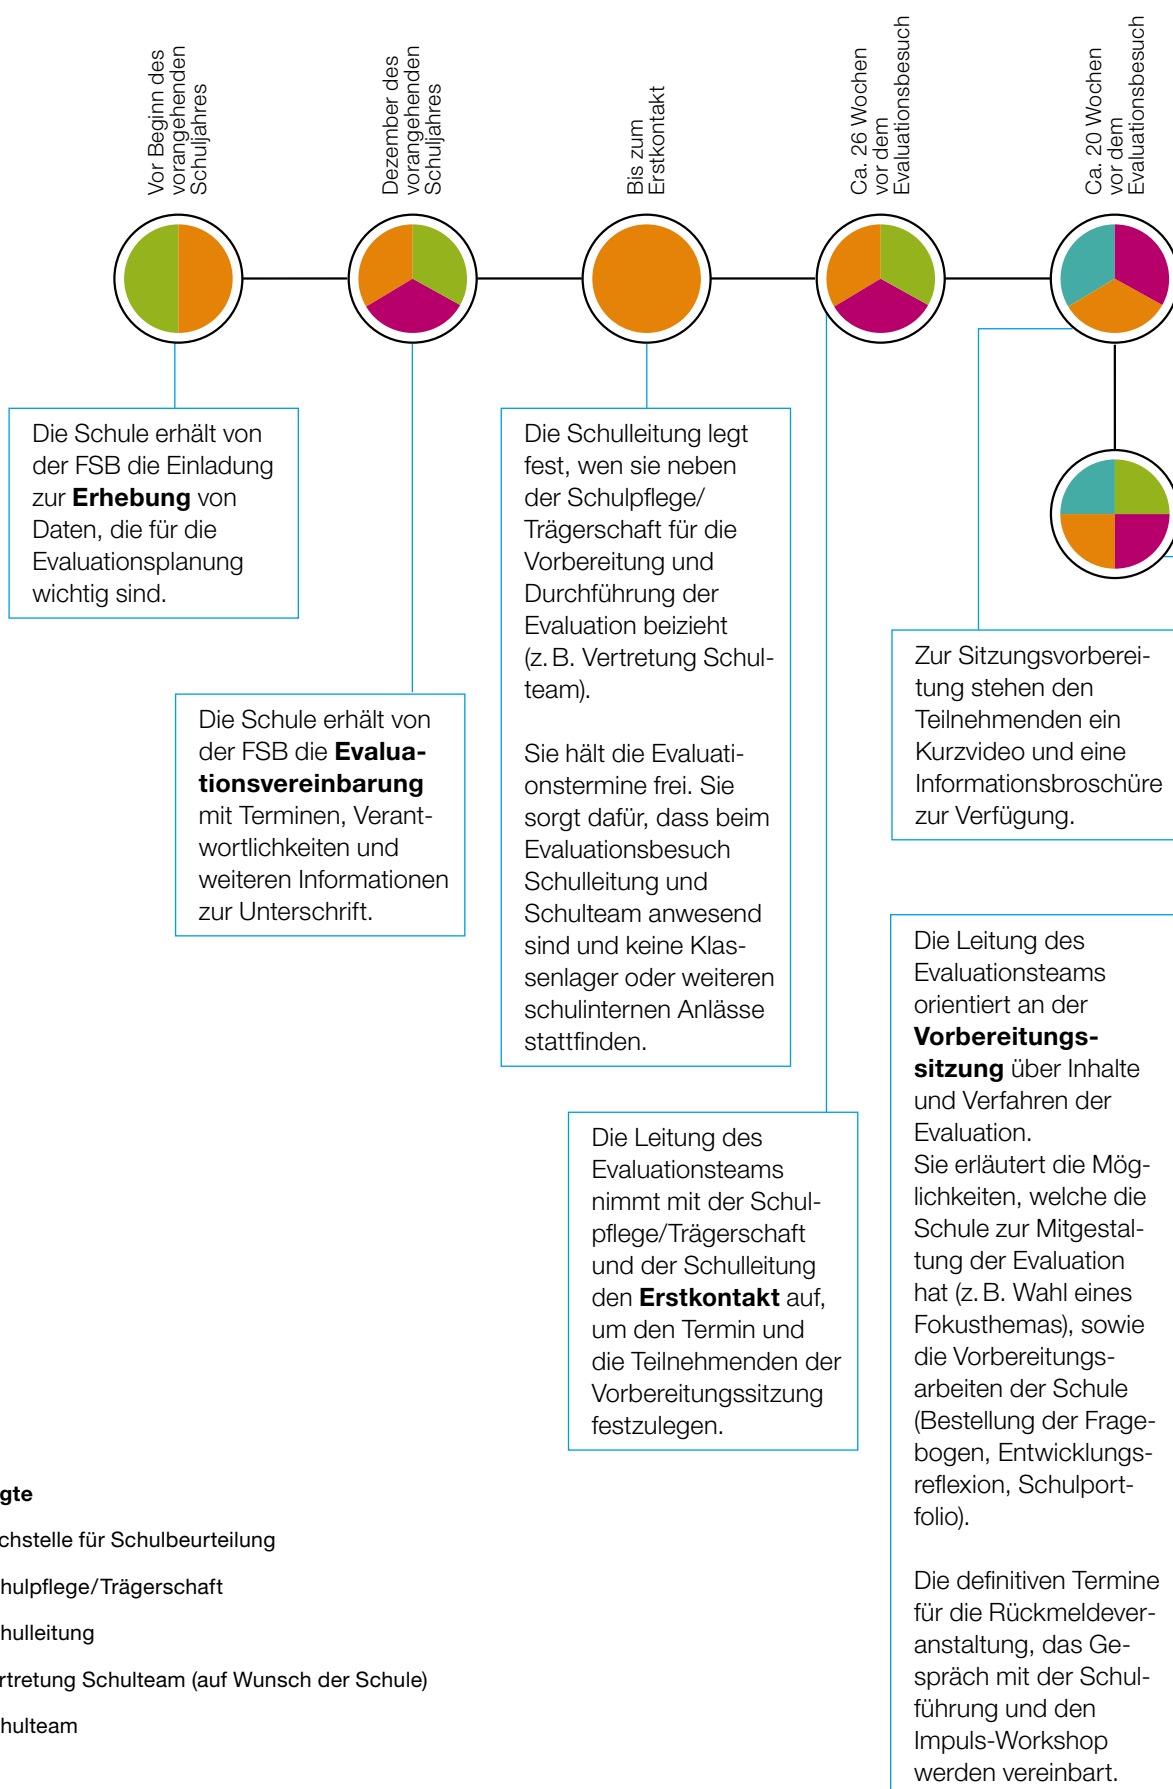 Vor Beginn des
vorangehenden
Schuljahres
Dezember des
vorangehenden
Schuljahres
Bis zum
Erstkontakt
Ca. 26 Wochen
vor dem
Evaluationsbesuch
Ca. 20 Wochen
vor dem
Evaluationsbesuch
Die Schule erhält von
der FSB die Einladung
zur Erhebung von
Daten, die für die
Evaluationsplanung
wichtig sind.
Die Schule erhält von
der FSB die Evalua-
tionsvereinbarung
mit Terminen, Verant-
wortlichkeiten und
weiteren Informationen
zur Unterschrift.
Die Schulleitung legt
fest, wen sie neben
der Schulpflege/
Trägerschaft für die
Vorbereitung und
Durchführung der
Evaluation beizieht
(z. B. Vertretung Schul-
team).
Sie hält die Evaluati-
onstermine frei. Sie
sorgt dafür, dass beim
Evaluationsbesuch
Schulleitung und
Schulteam anwesend
sind und keine Klas-
senlager oder weiteren
schulinternen Anlässe
stattfinden.
Die Leitung des
Evaluationsteams
nimmt mit der Schul-
pflege/Trägerschaft
und der Schulleitung
den Erstkontakt auf,
um den Termin und
die Teilnehmenden der
Vorbereitungssitzung
festzulegen.
Zur Sitzungsvorberei-
tung stehen den
Teilnehmenden ein
Kurzvideo und eine
Informationsbroschüre
zur Verfügung.
Die Leitung des
Evaluationsteams
orientiert an der
Vorbereitungs-
sitzung über Inhalte
und Verfahren der
Evaluation.
Sie erläutert die Mög-
lichkeiten, welche die
Schule zur Mitgestal-
tung der Evaluation
hat (z. B. Wahl eines
Fokusthemas), sowie
die Vorbereitungs-
arbeiten der Schule
(Bestellung der Frage-
bogen, Entwicklungs-
reflexion, Schulport-
folio).
Die definitiven Termine
für die Rückmeldever-
anstaltung, das Ge-
spräch mit der Schul-
führung und den
Impuls-Workshop
werden vereinbart.
gte
chstelle für Schulbeurteilung
hulpflege/Trägerschaft
hulleitung
rtretung Schulteam (auf Wunsch der Schule)
hulteam